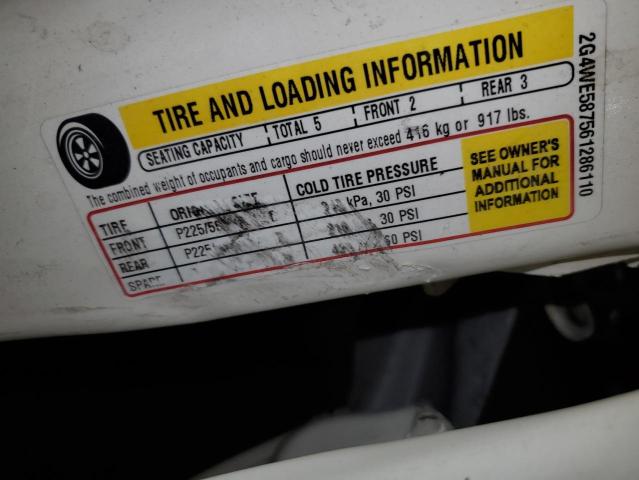 TIRE AND LOADING INFORMATION
SEATING CAPACITY TOTAL 5 FRONT 2 REAR 3
The combined weight of occupants and cargo should never exceed 416 kg or 917 lbs.
TIRE SIZE COLD TIRE PRESSURE
FRONT P225/55 kPa, 30 PSI
REAR P225 30 PSI
SPARE 60 PSI
SEE OWNER'S
MANUAL FOR
ADDITIONAL
INFORMATION
2G4WE587561286110